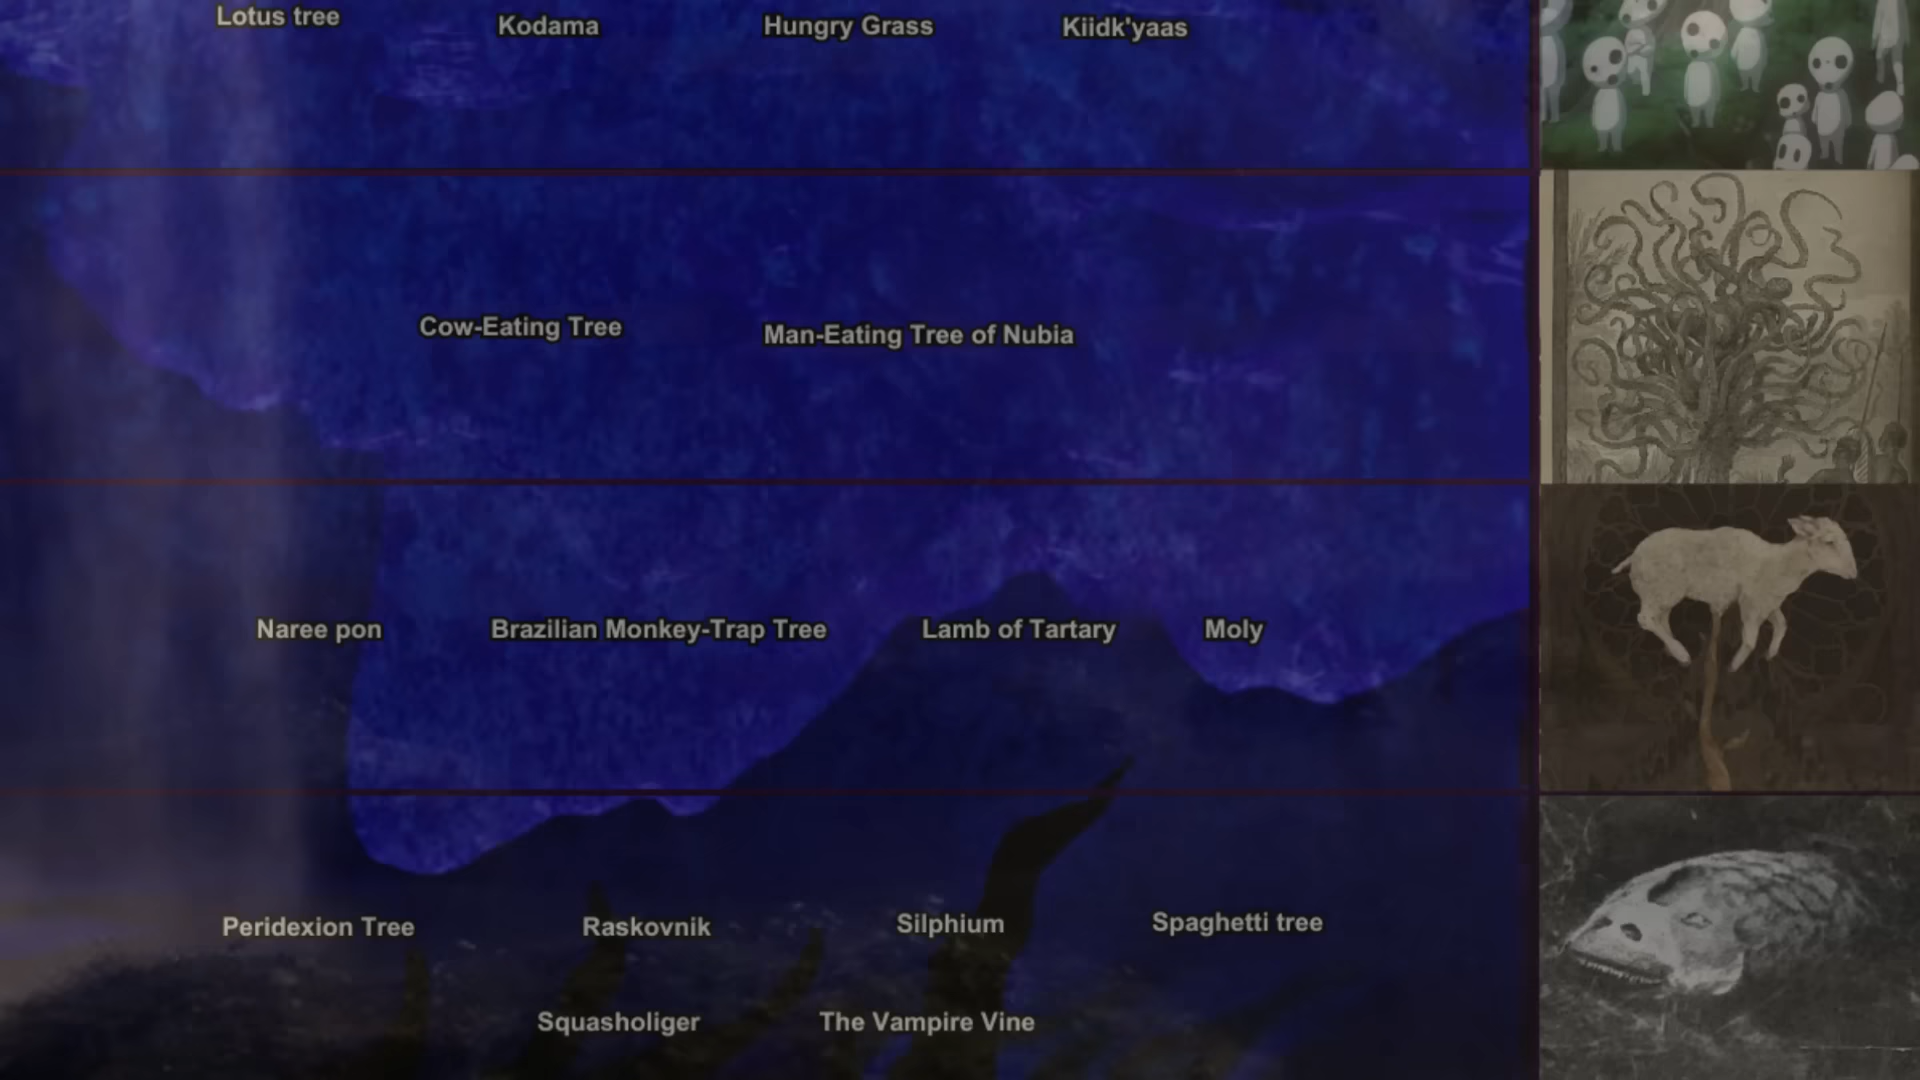 Lotus tree
Kodama
Hungry Grass
Kiidk'yaas
Cow-Eating Tree
Man-Eating Tree of Nubia
Naree pon
Brazilian Monkey-Trap Tree
Lamb of Tartary
Moly
Peridexion Tree
Raskovnik
Silphium
Spaghetti tree
Squasholiger
The Vampire Vine